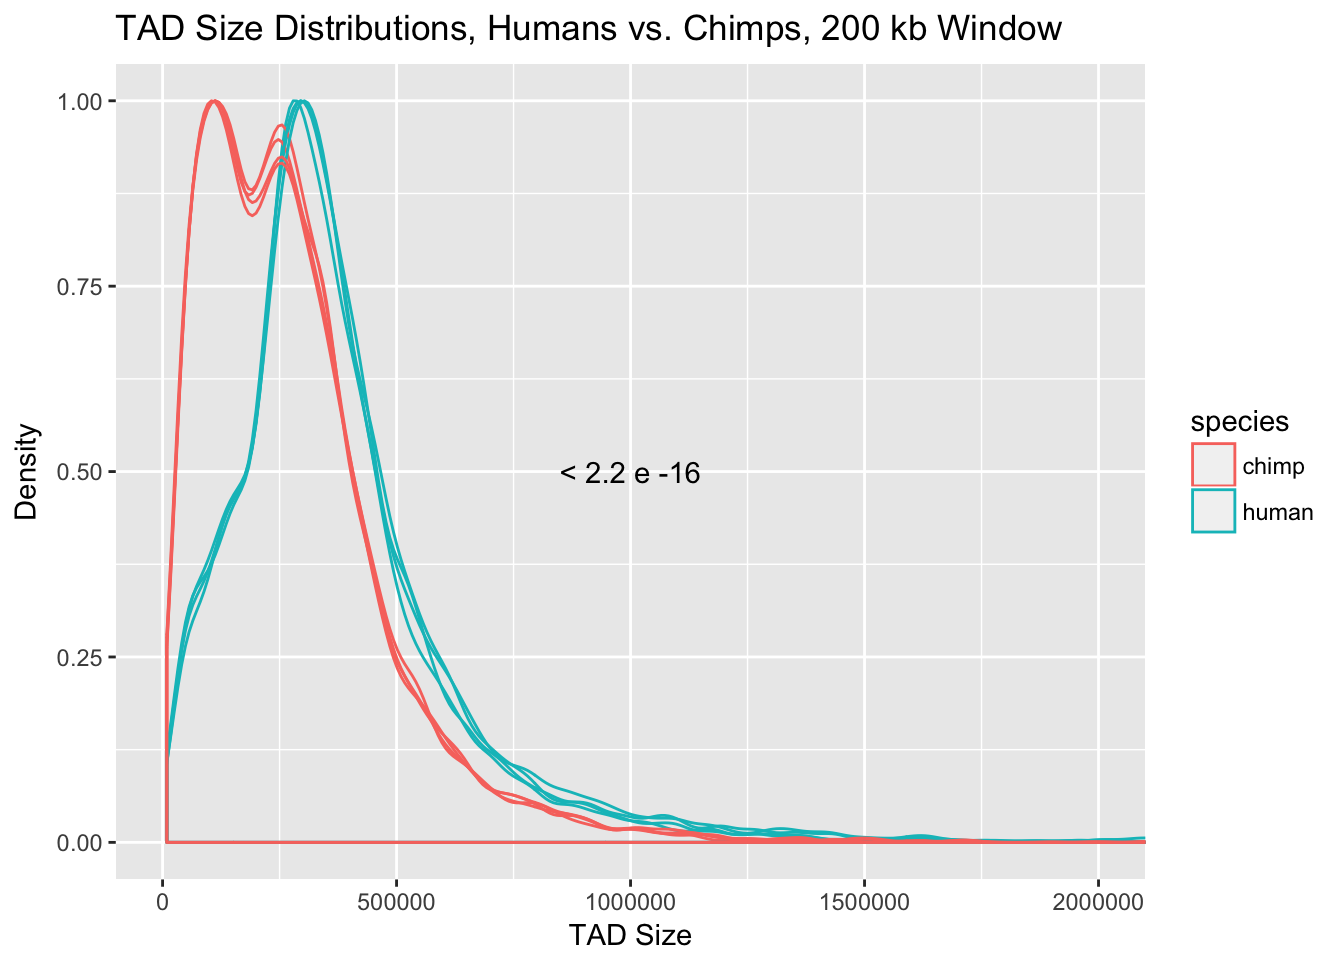 TAD Size Distributions, Humans vs. Chimps, 200 kb Window
1.00
0.75
0.50
0.25
0.00
Density
< 2.2 e -16
0
500000
1000000
1500000
2000000
TAD Size
species
chimp
human